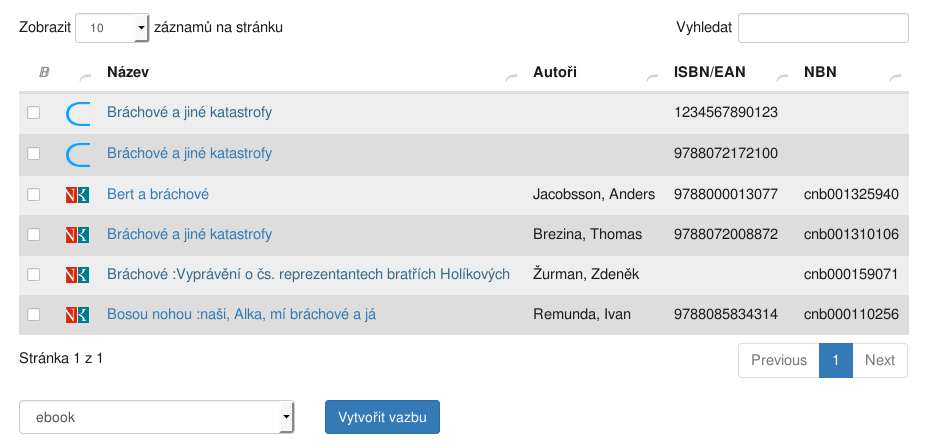 Zobrazit 10 záznamů na stránku Vyhledat
B Název Autoři ISBN/EAN NBN
Bráchové a jiné katastrofy 1234567890123
Bráchové a jiné katastrofy 9788072172100
NK Bert a bráchové Jacobsson, Anders 9788000013077 cnb001325940
NK Bráchové a jiné katastrofy Brezina, Thomas 9788072008872 cnb001310106
NK Bráchové :Vyprávění o čs. reprezentantech bratřích Holíkových Žurman, Zdeněk cnb000159071
NK Bosou nohou :naši, Alka, mí bráchové a já Remunda, Ivan 9788085834314 cnb000110256
Stránka 1 z 1 Previous 1 Next
ebook Vytvořit vazbu